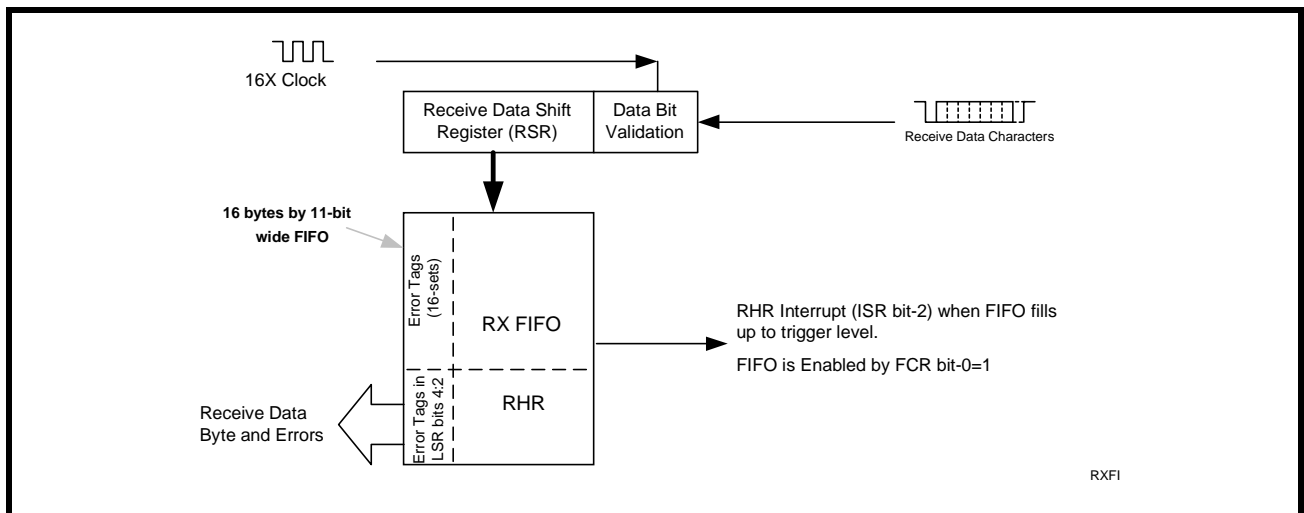 16X Clock
Receive Data Shift
Register (RSR)
Data Bit
Validation
Receive Data Characters
16 bytes by 11-bit
wide FIFO
Error Tags
(16-sets)
RX FIFO
RHR Interrupt (ISR bit-2) when FIFO fills
up to trigger level.
FIFO is Enabled by FCR bit-0=1
Error Tags in
LSR bits 4:2
RHR
Receive Data
Byte and Errors
RXFI